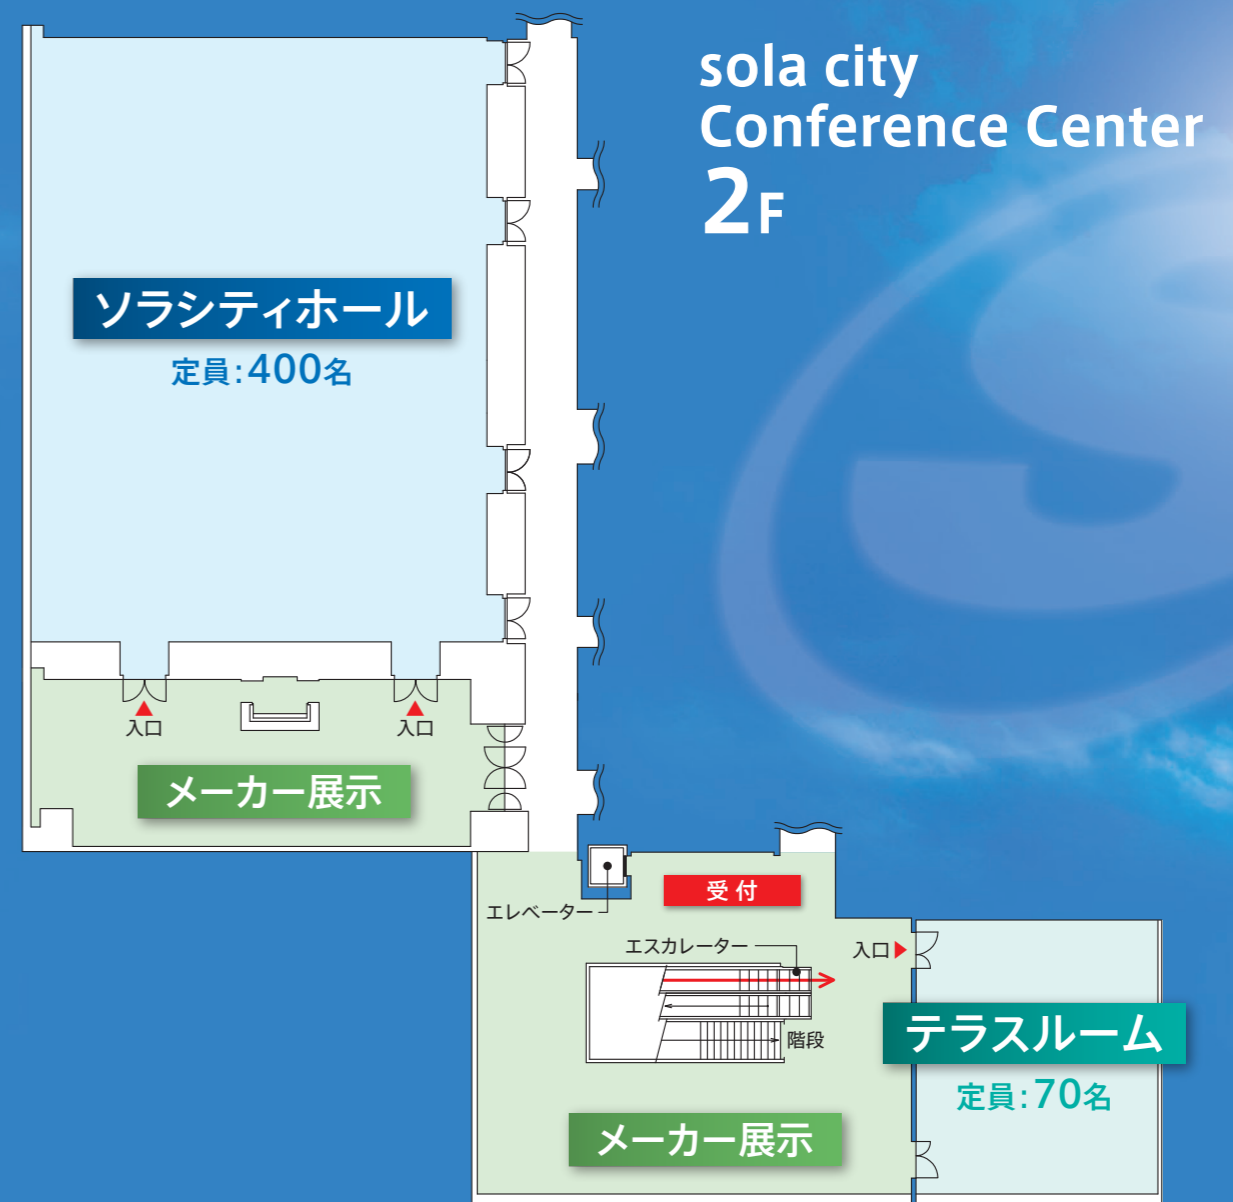 sola city
Conference Center
2F
ソラシティホール
定員:400名
入口
入口
メーカー展示
受付
エレベーター
エスカレーター
入口
階段
テラスルーム
定員:70名
メーカー展示